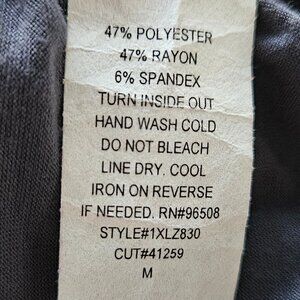 47% POLYESTER
47% RAYON
6% SPANDEX
TURN INSIDE OUT
HAND WASH COLD
DO NOT BLEACH
LINE DRY. COOL
IRON ON REVERSE
IF NEEDED. RN#96508
STYLE#1XLZ830
CUT#41259
M